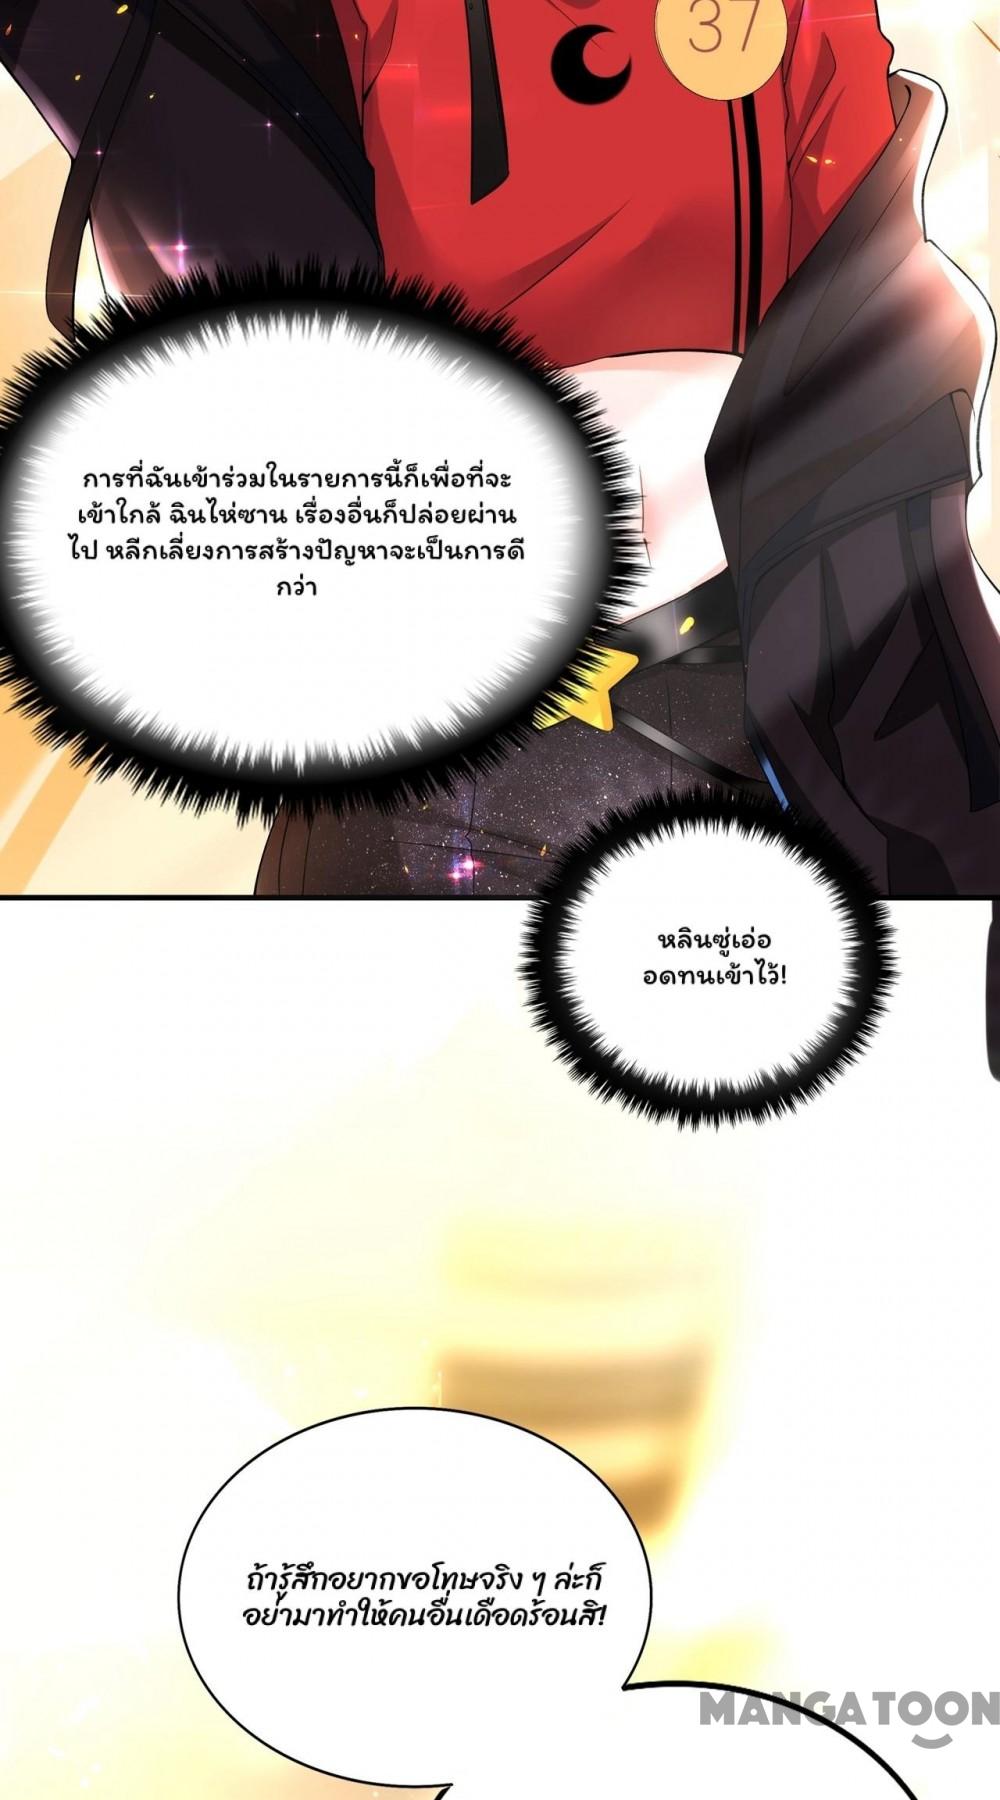 37
การที่ฉันเข้าร่วมในรายการนี้ก็เพื่อที่จะ
เข้าใกล้ ฉินไห่ซาน เรื่องอื่นก็ปล่อยผ่าน
ไป หลีกเลี่ยงการสร้างปัญหาจะเป็นการดี
กว่า
หลินซู่เอ่อ
อดทนเข้าไว้!
ถ้ารู้สึกอยากขอโทษจริง ๆ ล่ะก็
อย่ามาทำให้คนอื่นเดือดร้อนสิ!
MANGATOON